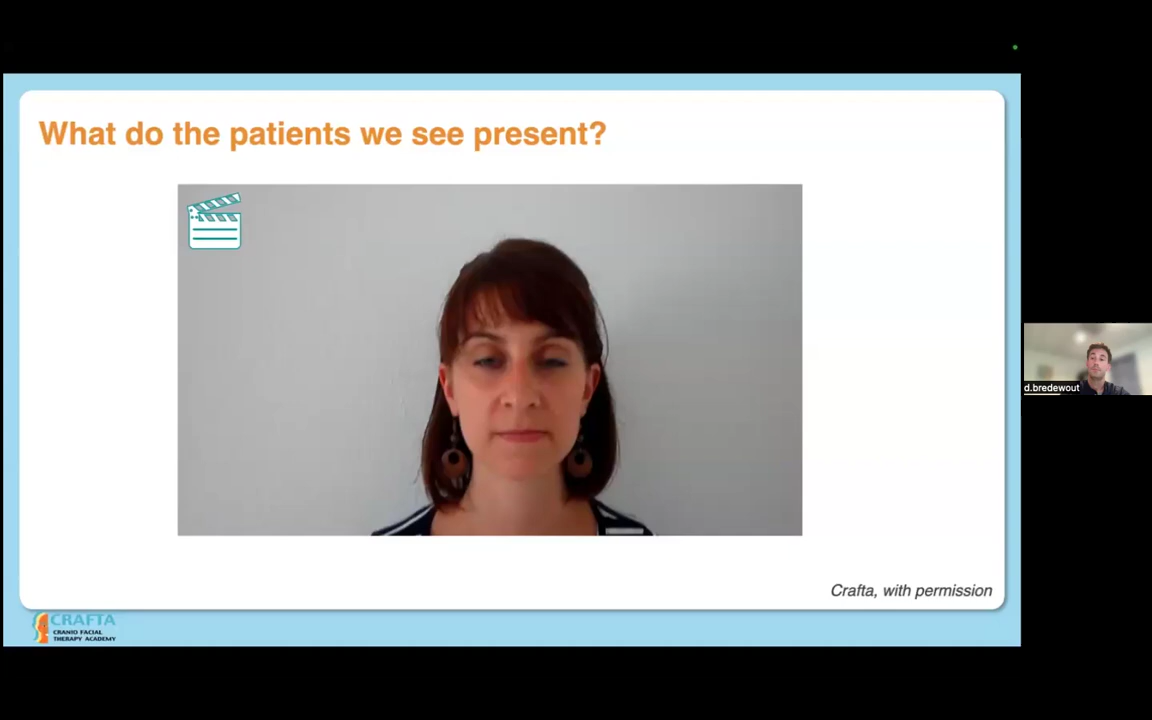 What do the patients we see present?
d.bredewout
Crafta, with permission
CRAFTA
CRANIO FACIAL
THERAPY ACADEMY